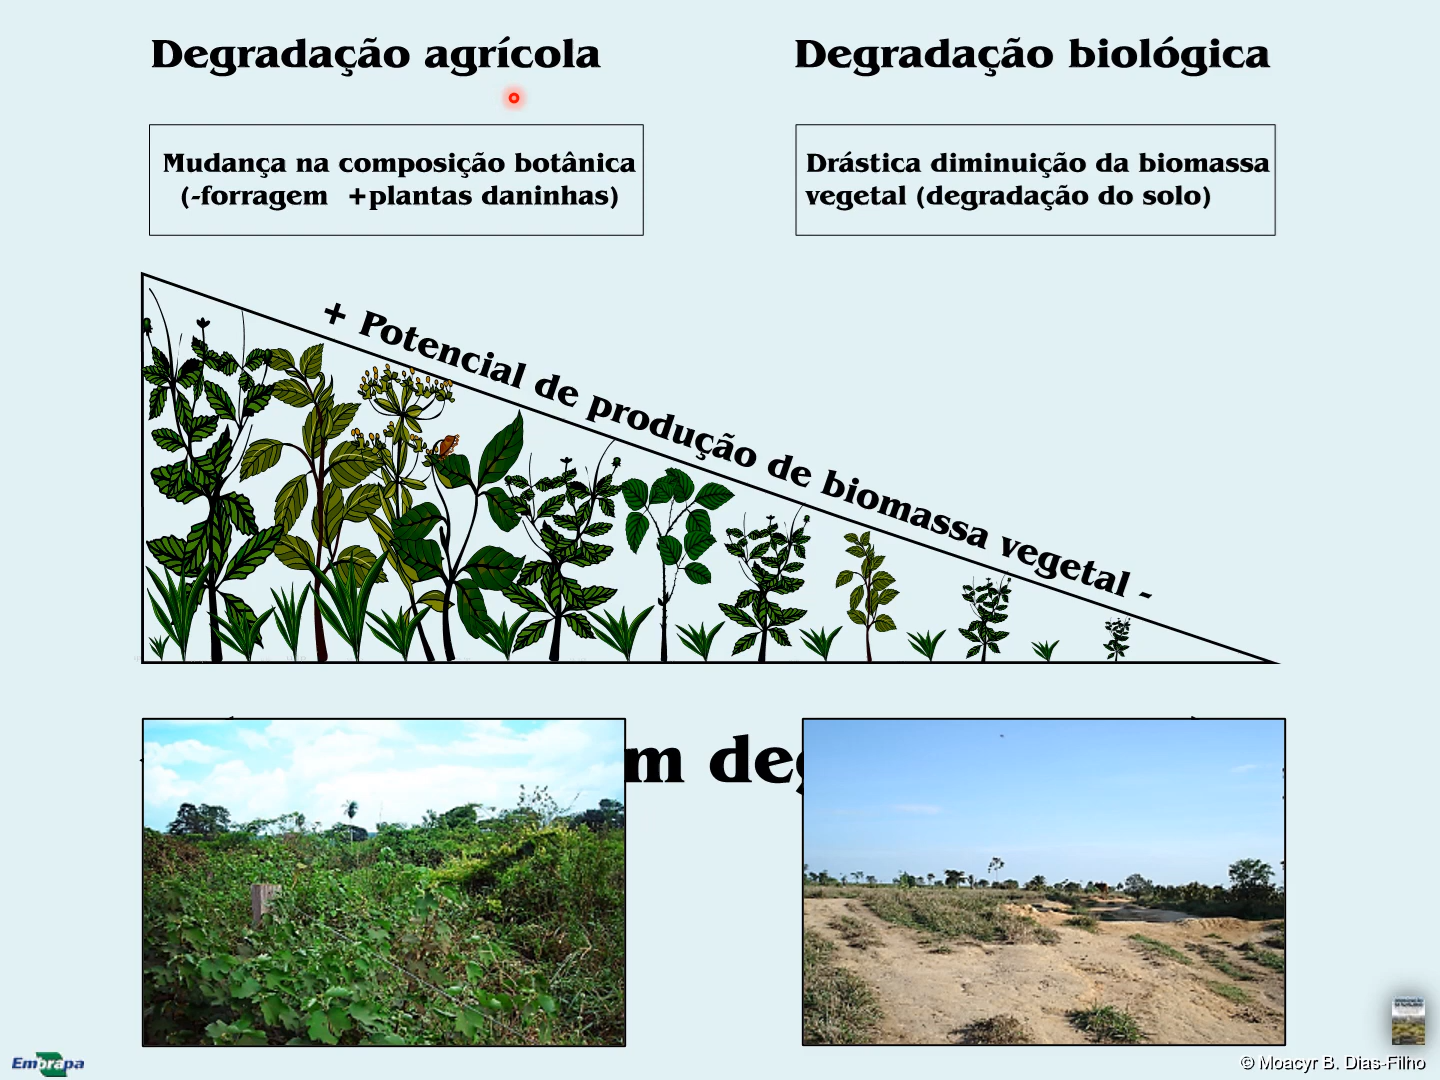 Degradação agrícola
Degradação biológica
Mudança na composição botânica
(-forragem +plantas daninhas)
Drástica diminuição da biomassa
vegetal (degradação do solo)
+ Potencial de produção de biomassa vegetal -
m deg
Embrapa
© Moacyr B. Dias-Filho